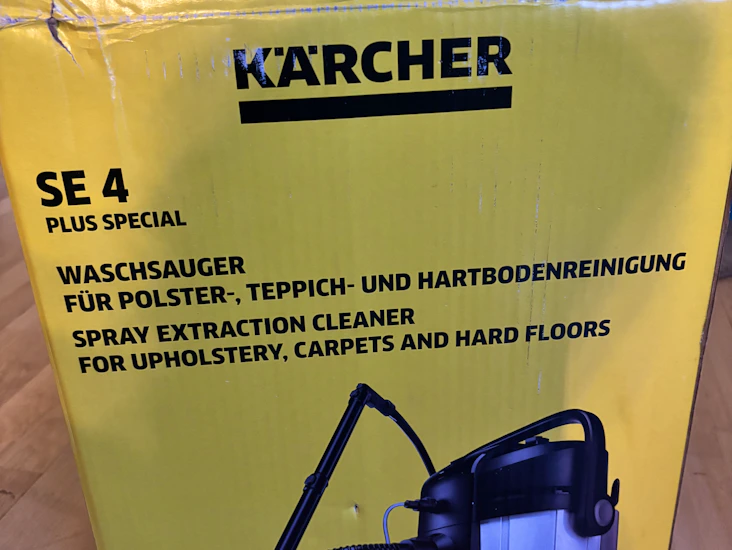 KÄRCHER
SE 4
PLUS SPECIAL
WASCHSAUGER
FÜR POLSTER-, TEPPICH- UND HARTBODENREINIGUNG
SPRAY EXTRACTION CLEANER
FOR UPHOLSTERY, CARPETS AND HARD FLOORS